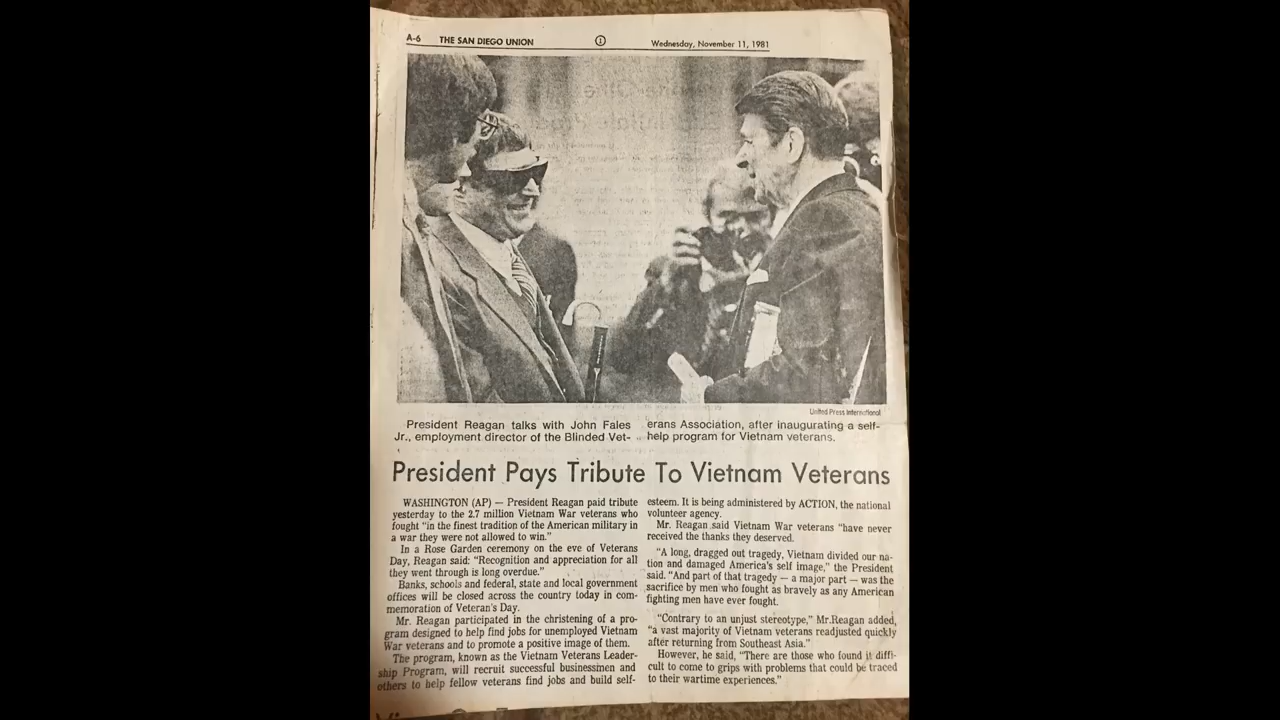 A-6 THE SAN DIEGO UNION 1 Wednesday, November 11, 1981
United Press International
President Reagan talks with John Fales
Jr., employment director of the Blinded Vet-
erans Association, after inaugurating a self-
help program for Vietnam veterans.
President Pays Tribute To Vietnam Veterans
WASHINGTON (AP) — President Reagan paid tribute
yesterday to the 2.7 million Vietnam War veterans who
fought "in the finest tradition of the American military in
a war they were not allowed to win."
In a Rose Garden ceremony on the eve of Veterans
Day, Reagan said: "Recognition and appreciation for all
they went through is long overdue."
Banks, schools and federal, state and local government
offices will be closed across the country today in com-
memoration of Veteran's Day.
Mr. Reagan participated in the christening of a pro-
gram designed to help find jobs for unemployed Vietnam
War veterans and to promote a positive image of them.
The program, known as the Vietnam Veterans Leader-
ship Program, will recruit successful businessmen and
others to help fellow veterans find jobs and build self-
esteem. It is being administered by ACTION, the national
volunteer agency.
Mr. Reagan said Vietnam War veterans "have never
received the thanks they deserved.
"A long, dragged out tragedy, Vietnam divided our na-
tion and damaged America's self image," the President
said. "And part of that tragedy — a major part — was the
sacrifice by men who fought as bravely as any American
fighting men have ever fought.
"Contrary to an unjust stereotype," Mr.Reagan added,
"a vast majority of Vietnam veterans readjusted quickly
after returning from Southeast Asia."
However, he said, "There are those who found it diffi-
cult to come to grips with problems that could be traced
to their wartime experiences."